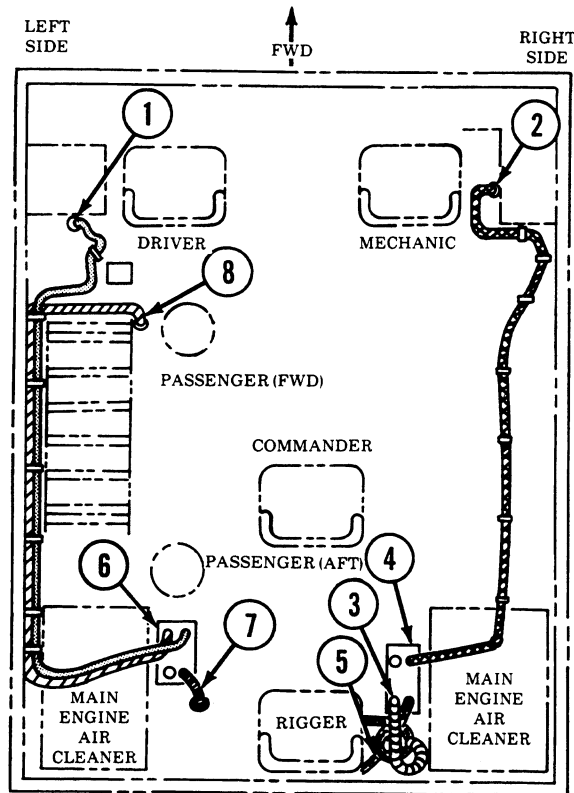 LEFT
SIDE
FWD
RIGHT
SIDE
1
2
DRIVER
MECHANIC
8
PASSENGER (FWD)
COMMANDER
PASSENGER (AFT)
4
6
3
7
5
MAIN
ENGINE
AIR
CLEANER
RIGGER
MAIN
ENGINE
AIR
CLEANER